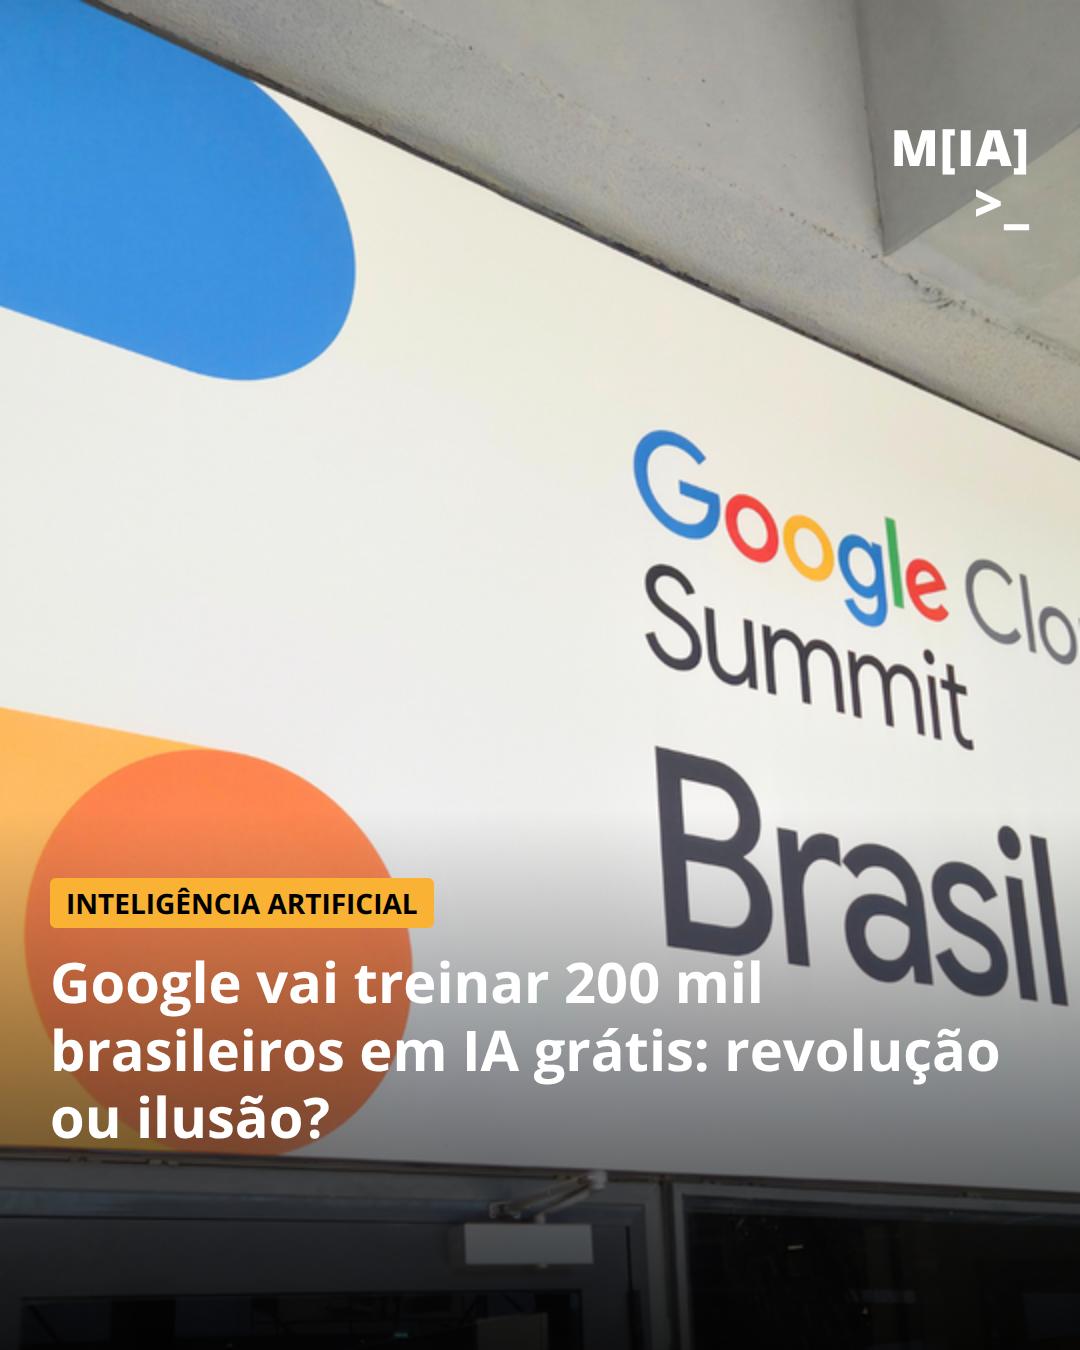 M[IA]
>_
Google Clo
Summit
Brasil
INTELIGÊNCIA ARTIFICIAL
Google vai treinar 200 mil
brasileiros em IA grátis: revolução
ou ilusão?